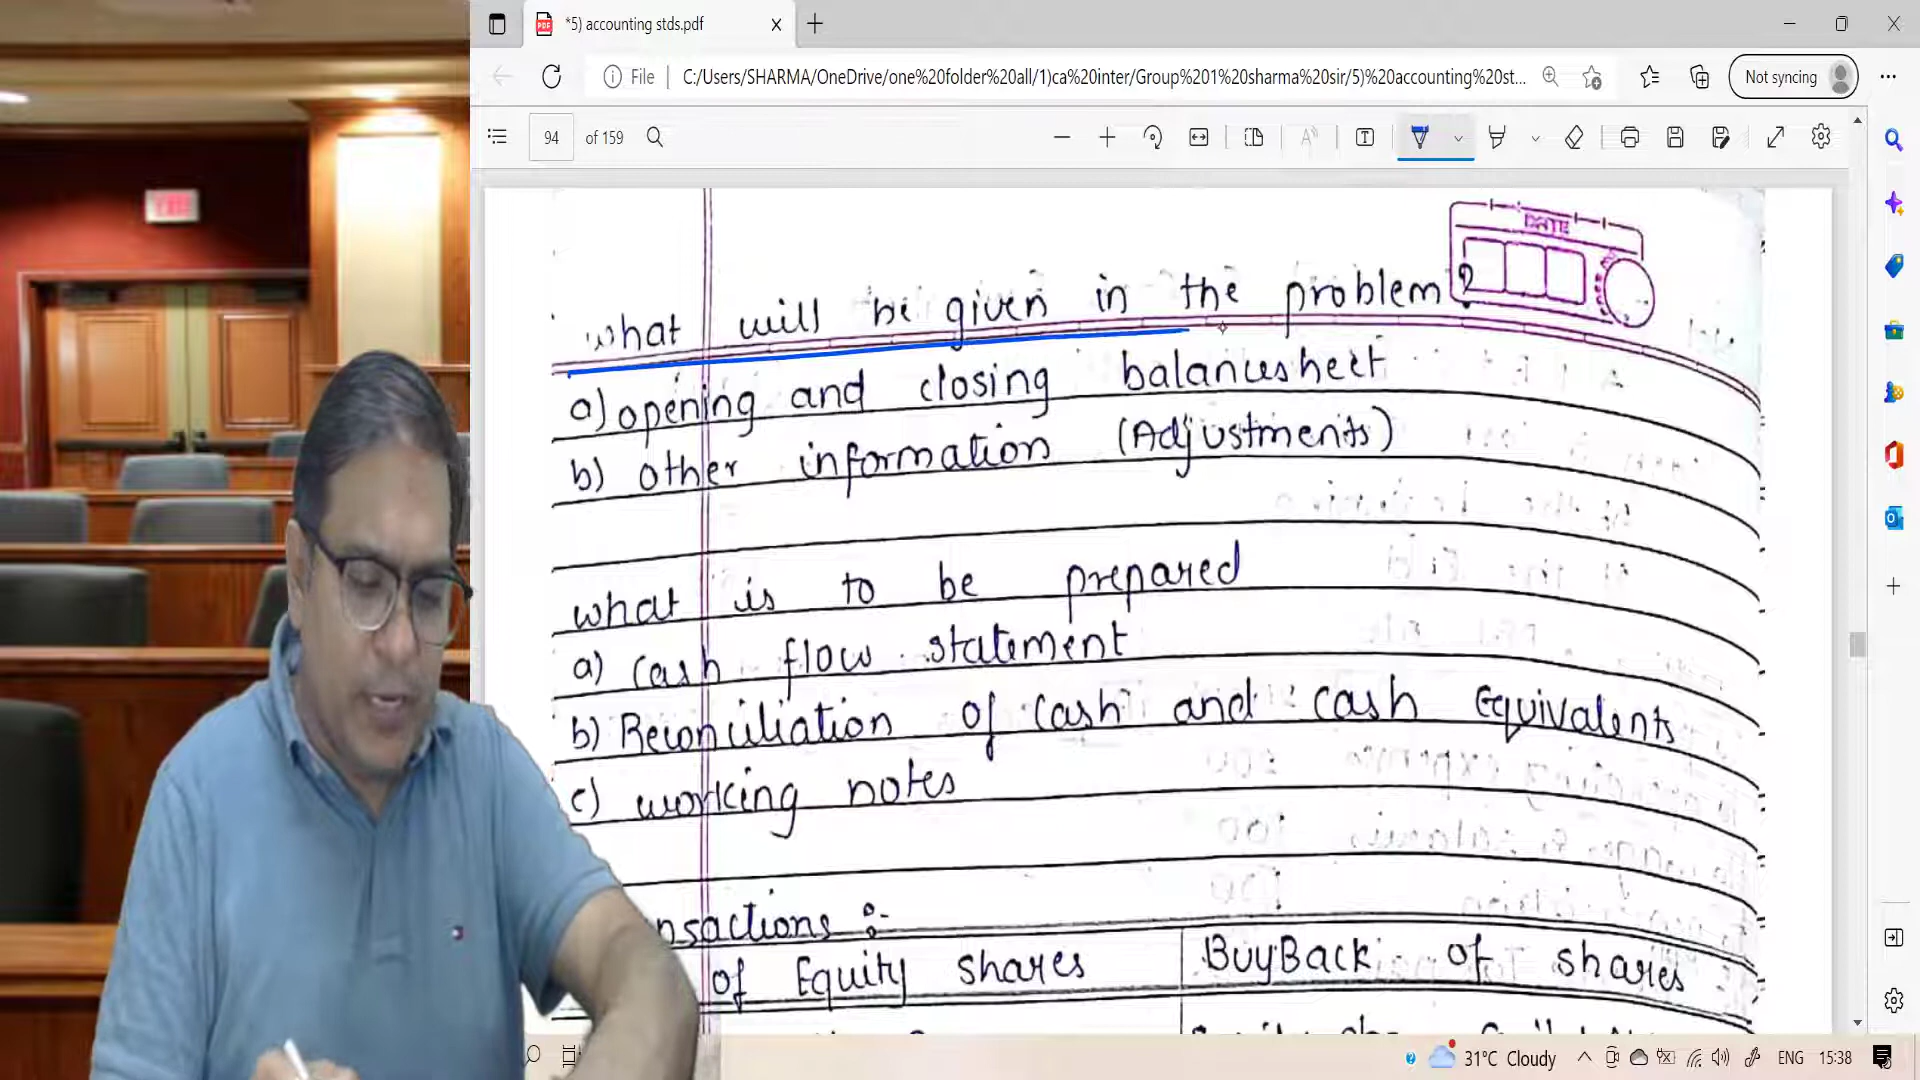 *5) accounting stds.pdf
File C:/Users/SHARMA/OneDrive/one%20folder%20all/1)ca%20inter/Group%201%20sharma%20sir/5)%20accounting%20st...
Not syncing
94 of 159
EXIT
DATE
what will be given in the problem?
a) opening and closing balancesheet
b) other information (Adjustments)
what is to be prepared
a) cash flow statement
b) Reconciliation of cash and cash Equivalents
c) working notes
nsactions :-
of Equity shares
BuyBack of shares
31°C Cloudy
ENG
15:38